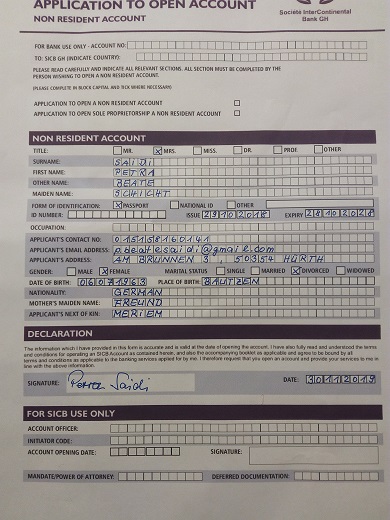 APPLICATION TO OPEN ACCOUNT
NON RESIDENT ACCOUNT
Société InterContinental
Bank GH
FOR BANK USE ONLY - ACCOUNT NO:
TO: SICB GH (INDICATE COUNTRY):
PLEASE READ CAREFULLY AND INDICATE ALL RELEVANT SECTIONS. ALL SECTION MUST BE COMPLETED BY THE
PERSON WISHING TO OPEN A NON RESIDENT ACCOUNT.
(PLEASE COMPLETE IN BLOCK CAPITAL AND TICK WHERE NECESSARY)
APPLICATION TO OPEN A NON RESIDENT ACCOUNT
APPLICATION TO OPEN SOLE PROPRIETORSHIP A NON RESIDENT ACCOUNT
NON RESIDENT ACCOUNT
TITLE: MR. X MRS. MISS. DR. PROF. OTHER
SURNAME: SAIDI
FIRST NAME: PETRA
OTHER NAME: BEATE
MAIDEN NAME: SCHICHT
FORM OF IDENTIFICATION: X PASSPORT NATIONAL ID OTHER
ID NUMBER: ISSUE 29102018 EXPIRY 28102028
OCCUPATION:
APPLICANT'S CONTACT NO: 015158160141
APPLICANT'S EMAIL ADDRESS: p.beatesaidi@gmail.com
APPLICANT'S ADDRESS: AM BRUNNEN 3, 50354 HÜRTH
GENDER: MALE X FEMALE MARITAL STATUS SINGLE MARRIED X DIVORCED WIDOWED
DATE OF BIRTH: 06071963 PLACE OF BIRTH: BAUTZEN
NATIONALITY: GERMAN
MOTHER'S MAIDEN NAME: FREUND
APPLICANT'S NEXT OF KIN: MERIEM
DECLARATION
The information which I have provided in this form is accurate and is valid at the date of opening the account. I have also fully read and understood the terms
and conditions for operating an SICB Account as contained herein, and also the accompanying booklet as applicable and agree to be bound by all
terms and conditions as applicable to the banking services applied for by me. I therefore request that you open an account and provide your services to me in
line with the above information.
SIGNATURE: Petra Saidi DATE: 30112019
FOR SICB USE ONLY
ACCOUNT OFFICER:
INITIATOR CODE:
ACCOUNT OPENING DATE: SIGNATURE:
MANDATE/POWER OF ATTORNEY: DEFERRED DOCUMENTATION: